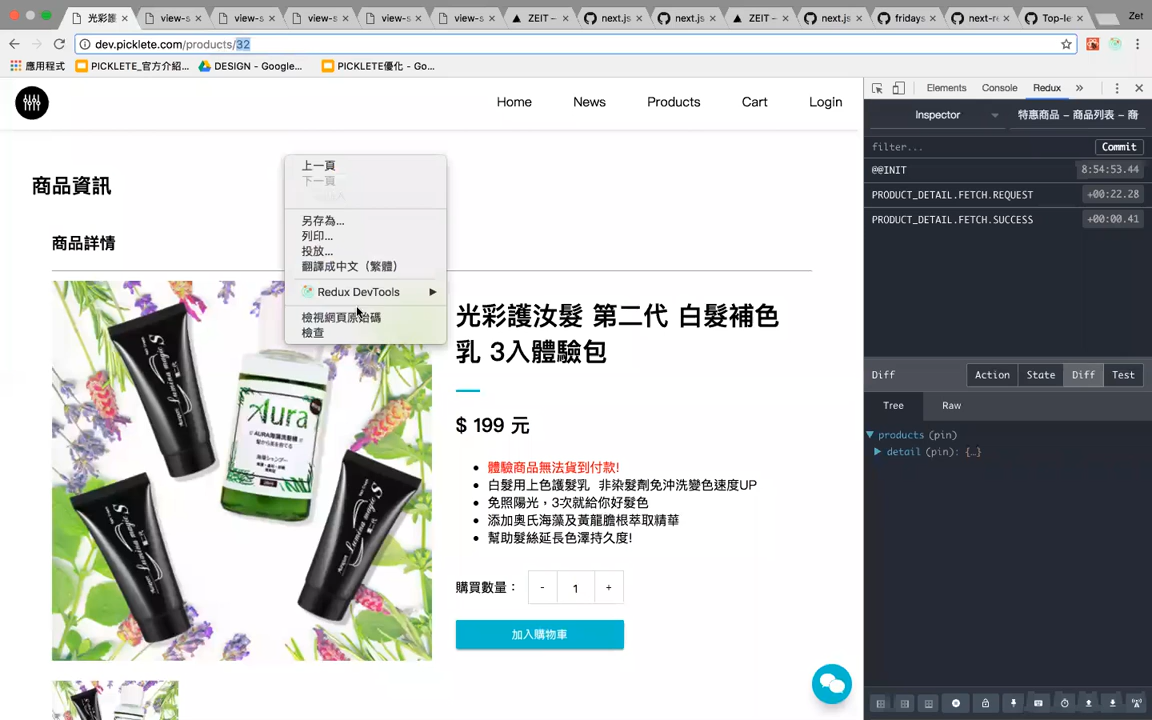 光彩護
view-s
view-s
view-s
view-s
view-s
ZEIT –
next.js
next.js
ZEIT –
next.js
fridays
next-re
Top-le
Zet
dev.picklete.com/products/32
應用程式
PICKLETE_官方介紹...
DESIGN - Google...
PICKLETE優化 - Go...
Home
News
Products
Cart
Login
商品資訊
商品詳情
上一頁
下一頁
另存為...
列印...
投放...
翻譯成中文（繁體）
Redux DevTools
檢視網頁原始碼
檢查
光彩護汝髮 第二代 白髮補色
乳 3入體驗包
$ 199 元
體驗商品無法貨到付款!
白髮用上色護髮乳 非染髮劑免沖洗變色速度UP
免照陽光，3次就給你好髮色
添加奧氏海藻及黃龍膽根萃取精華
幫助髮絲延長色澤持久度!
購買數量：
-
1
+
加入購物車
Aura
Elements
Console
Redux
»
Inspector
特惠商品 – 商品列表 – 商
filter...
Commit
@@INIT
8:54:53.44
PRODUCT_DETAIL.FETCH.REQUEST
+00:22.28
PRODUCT_DETAIL.FETCH.SUCCESS
+00:00.41
Diff
Action
State
Diff
Test
Tree
Raw
products (pin)
detail (pin): {…}